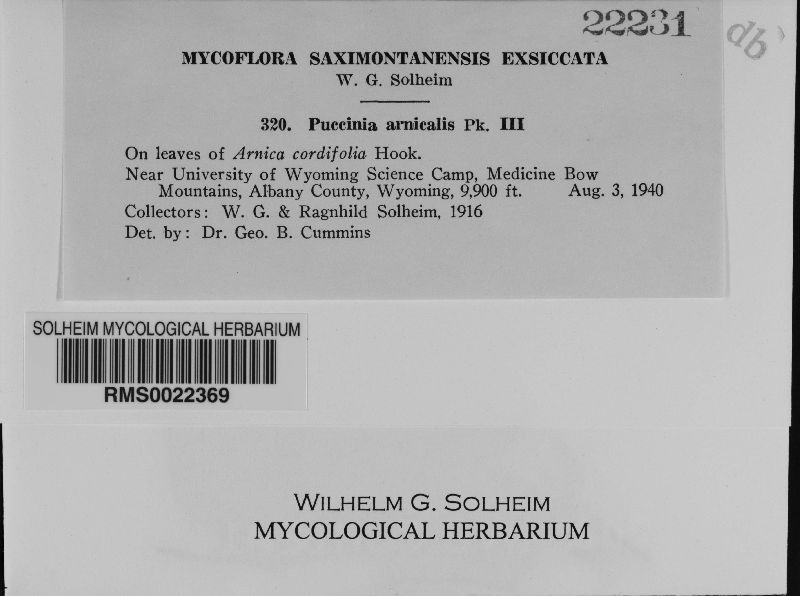 22231
db
MYCOFLORA SAXIMONTANENSIS EXSICCATA
W. G. Solheim
320. Puccinia arnicalis Pk. III
On leaves of Arnica cordifolia Hook.
Near University of Wyoming Science Camp, Medicine Bow
Mountains, Albany County, Wyoming, 9,900 ft. Aug. 3, 1940
Collectors: W. G. & Ragnhild Solheim, 1916
Det. by: Dr. Geo. B. Cummins
SOLHEIM MYCOLOGICAL HERBARIUM
RMS0022369
WILHELM G. SOLHEIM
MYCOLOGICAL HERBARIUM